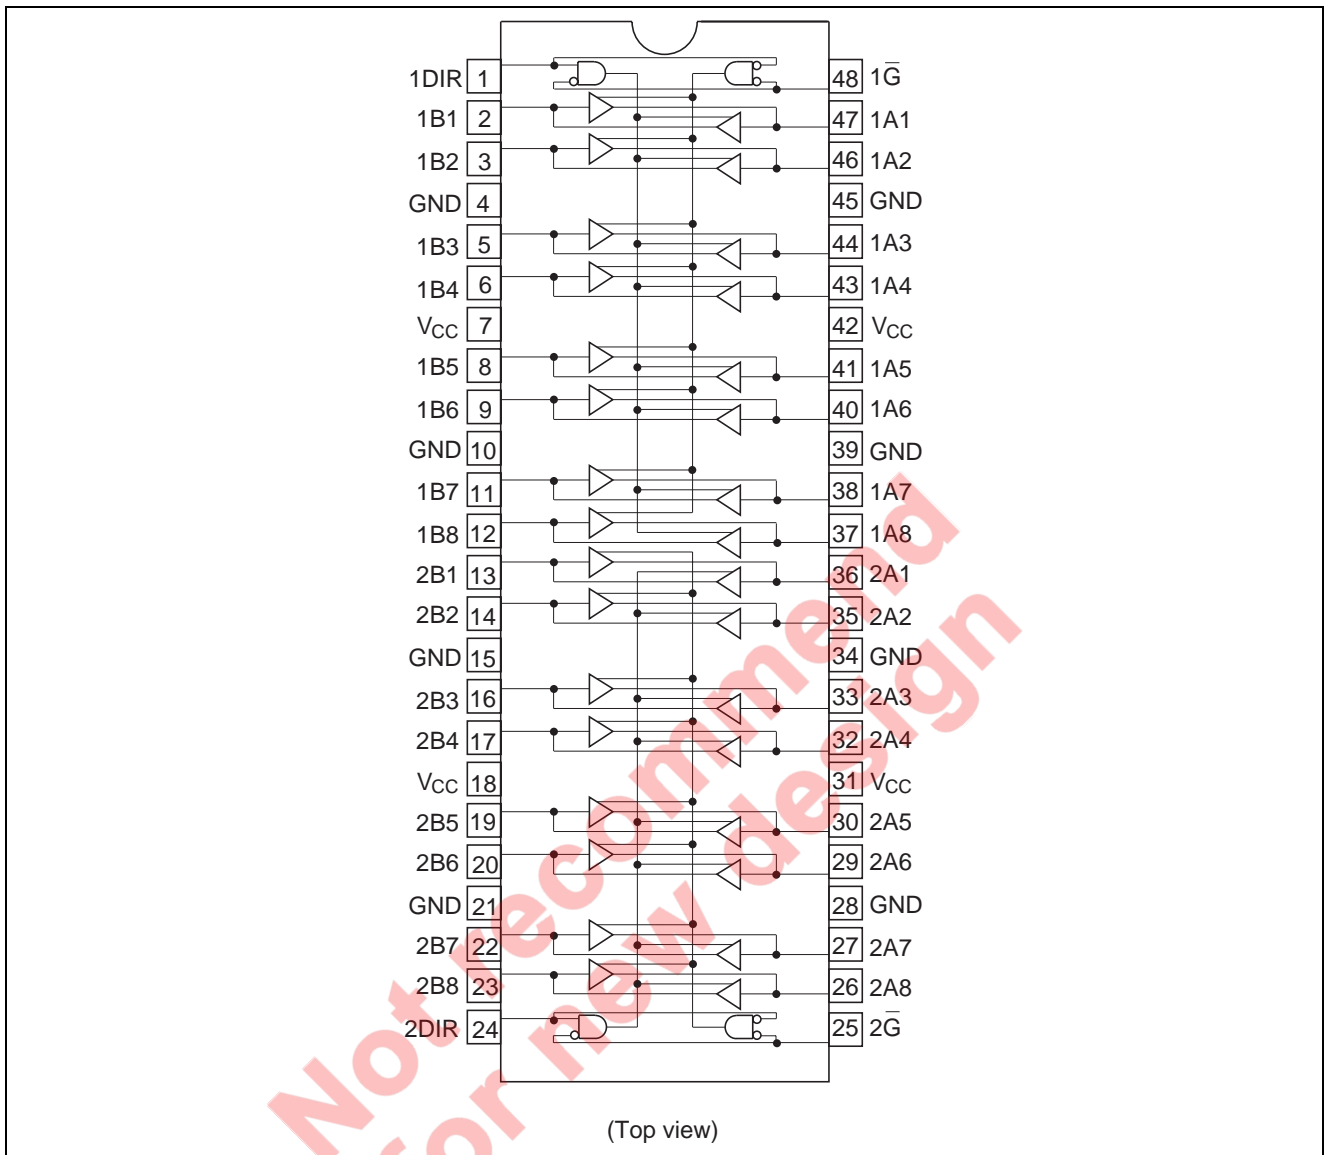 1DIR 1 48 1G̅
1B1 2 47 1A1
1B2 3 46 1A2
GND 4 45 GND
1B3 5 44 1A3
1B4 6 43 1A4
VCC 7 42 VCC
1B5 8 41 1A5
1B6 9 40 1A6
GND 10 39 GND
1B7 11 38 1A7
1B8 12 37 1A8
2B1 13 36 2A1
2B2 14 35 2A2
GND 15 34 GND
2B3 16 33 2A3
2B4 17 32 2A4
VCC 18 31 VCC
2B5 19 30 2A5
2B6 20 29 2A6
GND 21 28 GND
2B7 22 27 2A7
2B8 23 26 2A8
2DIR 24 25 2G̅
(Top view)
Not recommend
for new design